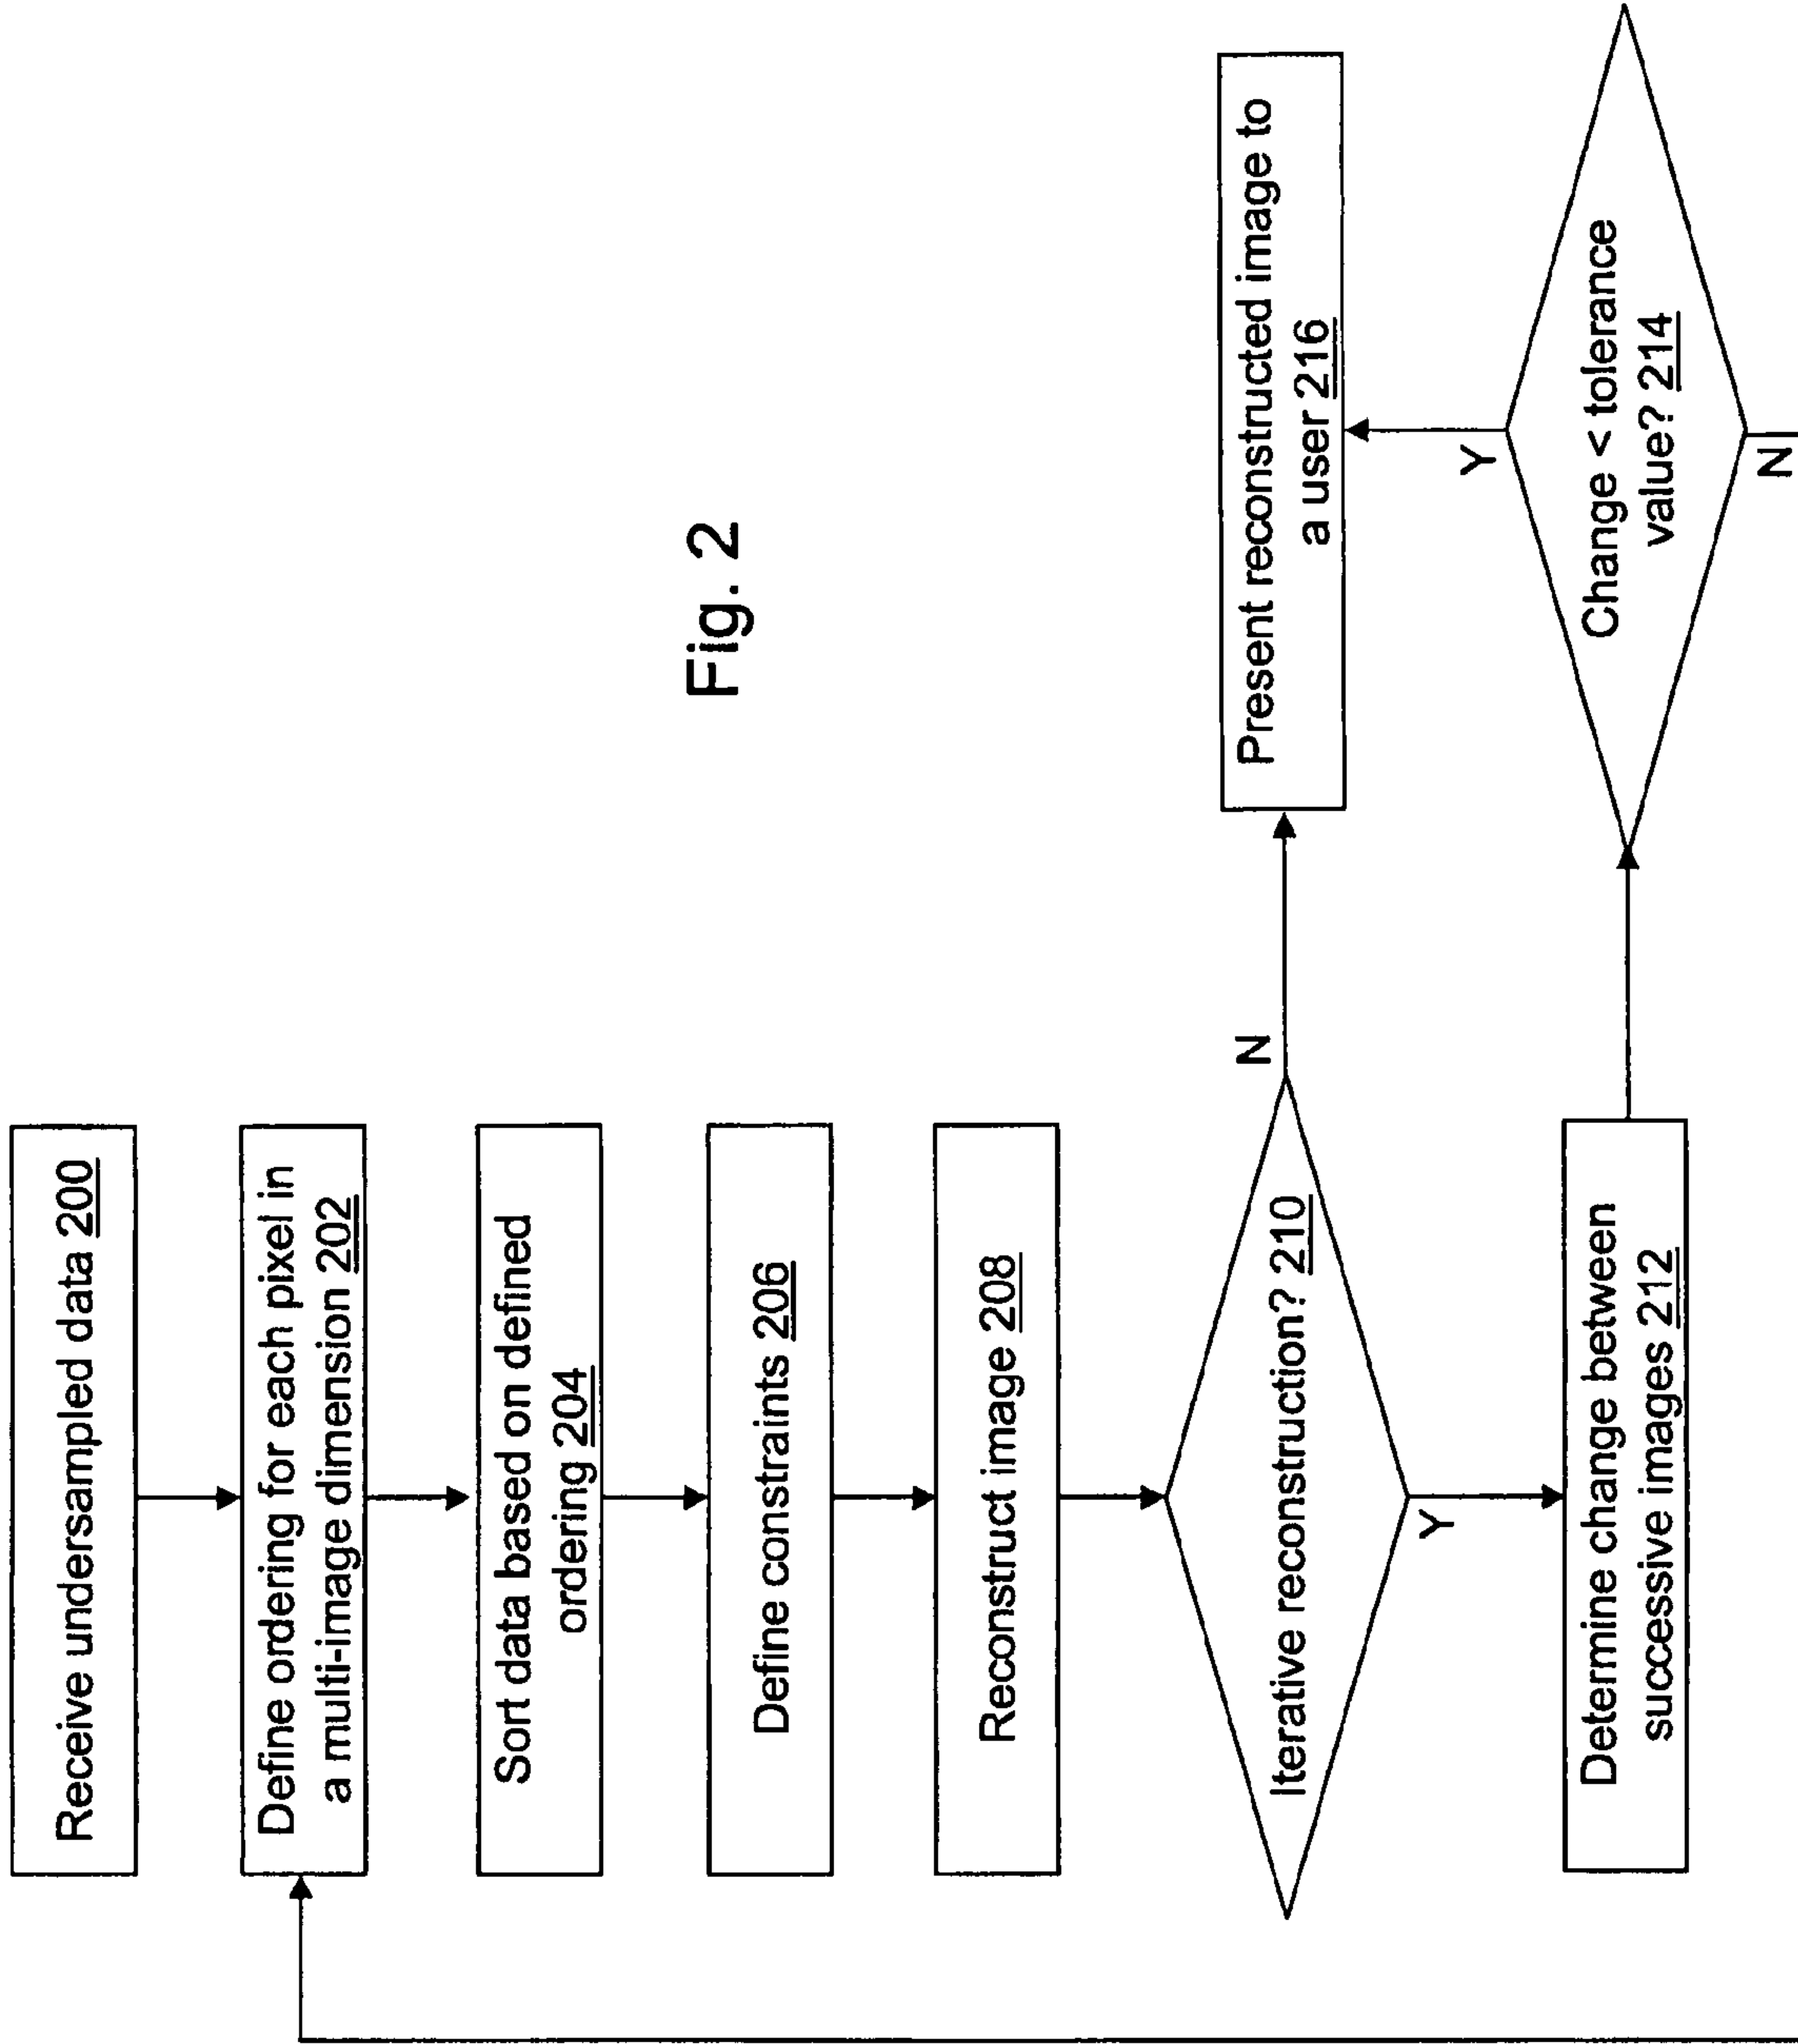 Receive undersampled data 200
Define ordering for each pixel in
a multi-image dimension 202
Sort data based on defined
ordering 204
Define constraints 206
Reconstruct image 208
Iterative reconstruction? 210
N
Y
Present reconstructed image to
a user 216
Determine change between
successive images 212
Change < tolerance
value? 214
Y
N
Fig. 2